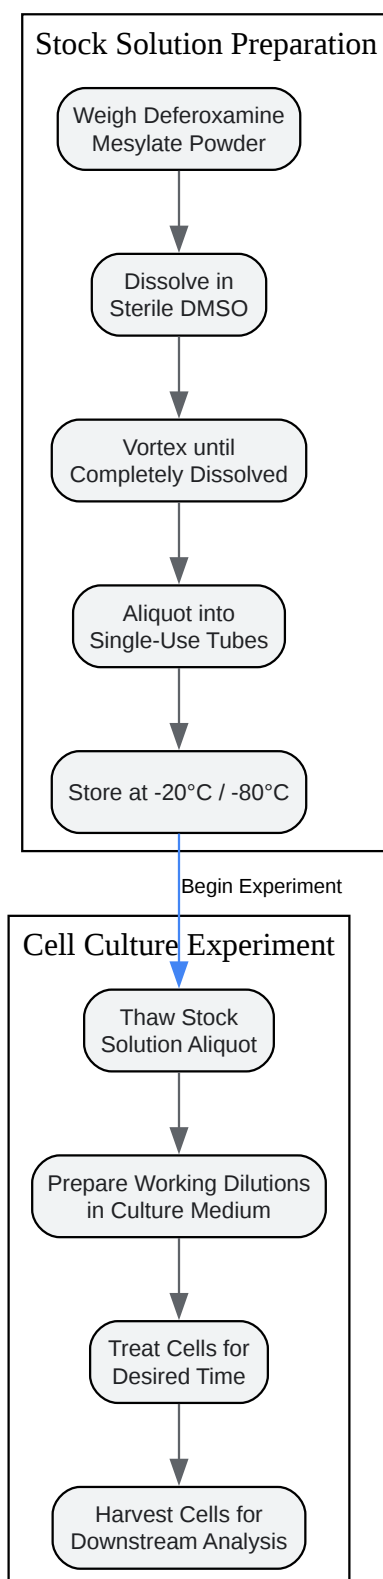 Stock Solution Preparation
Weigh Deferoxamine
Mesylate Powder
Dissolve in
Sterile DMSO
Vortex until
Completely Dissolved
Aliquot into
Single-Use Tubes
Store at -20°C / -80°C
Begin Experiment
Cell Culture Experiment
Thaw Stock
Solution Aliquot
Prepare Working Dilutions
in Culture Medium
Treat Cells for
Desired Time
Harvest Cells for
Downstream Analysis